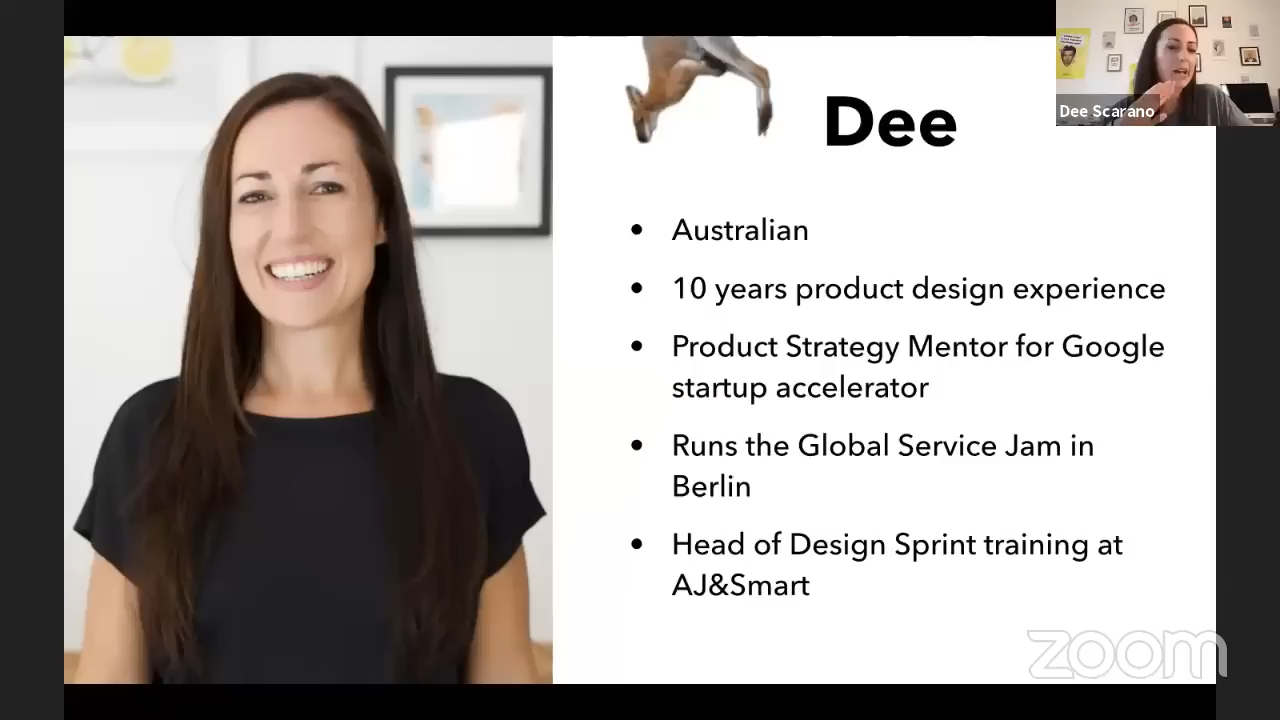 Dee
Dee Scarano
• Australian
• 10 years product design experience
• Product Strategy Mentor for Google
startup accelerator
• Runs the Global Service Jam in
Berlin
• Head of Design Sprint training at
AJ&Smart
zoom